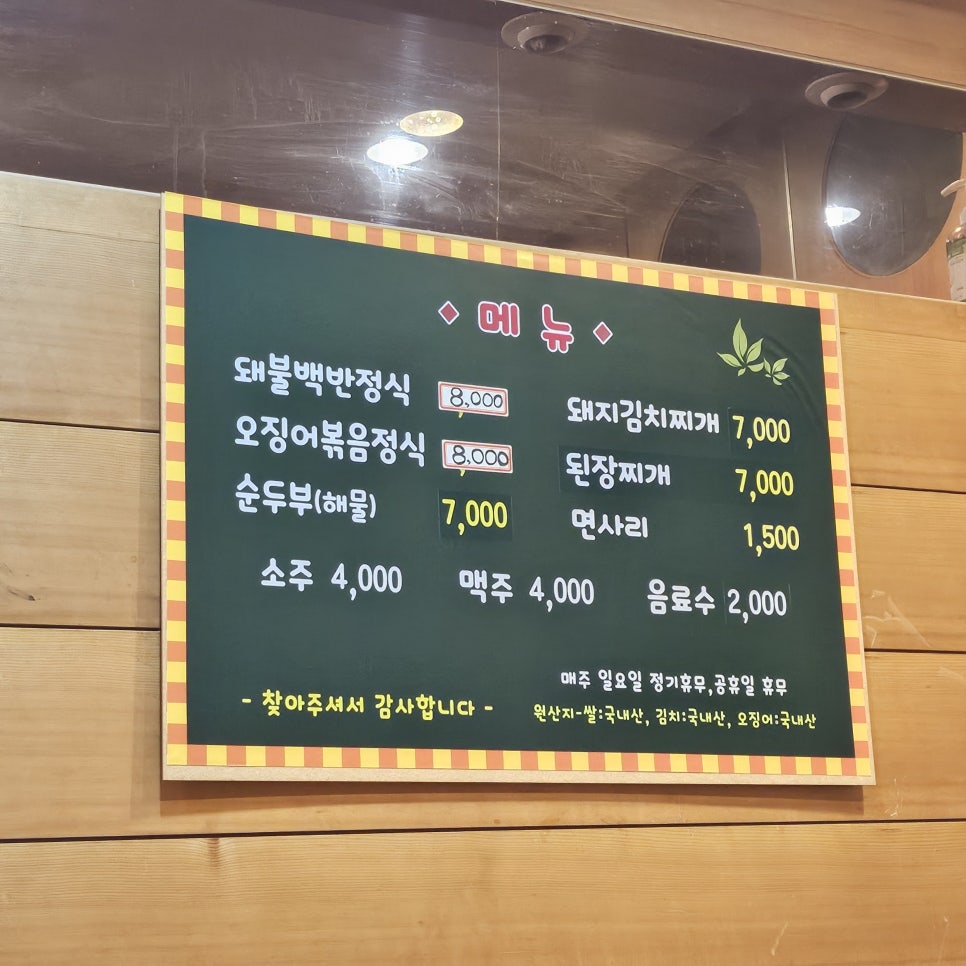 ◆ 메 뉴 ◆
돼불백반정식 8,000
오징어볶음정식 8,000
순두부(해물) 7,000
돼지김치찌개 7,000
된장찌개 7,000
면사리 1,500
소주 4,000 맥주 4,000 음료수 2,000
매주 일요일 정기휴무,공휴일 휴무
- 찾아주셔서 감사합니다 -
원산지-쌀:국내산, 김치:국내산, 오징어:국내산